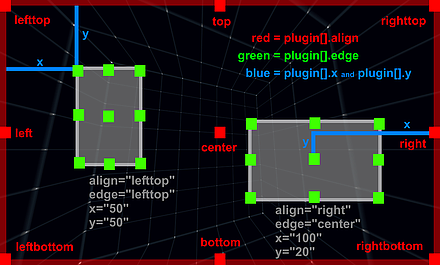 lefttop
top
righttop
y
x
red = plugin[].align
green = plugin[].edge
blue = plugin[].x and plugin[].y
left
center
right
x
y
align="lefttop"
edge="lefttop"
x="50"
y="50"
align="right"
edge="center"
x="100"
y="20"
leftbottom
bottom
rightbottom